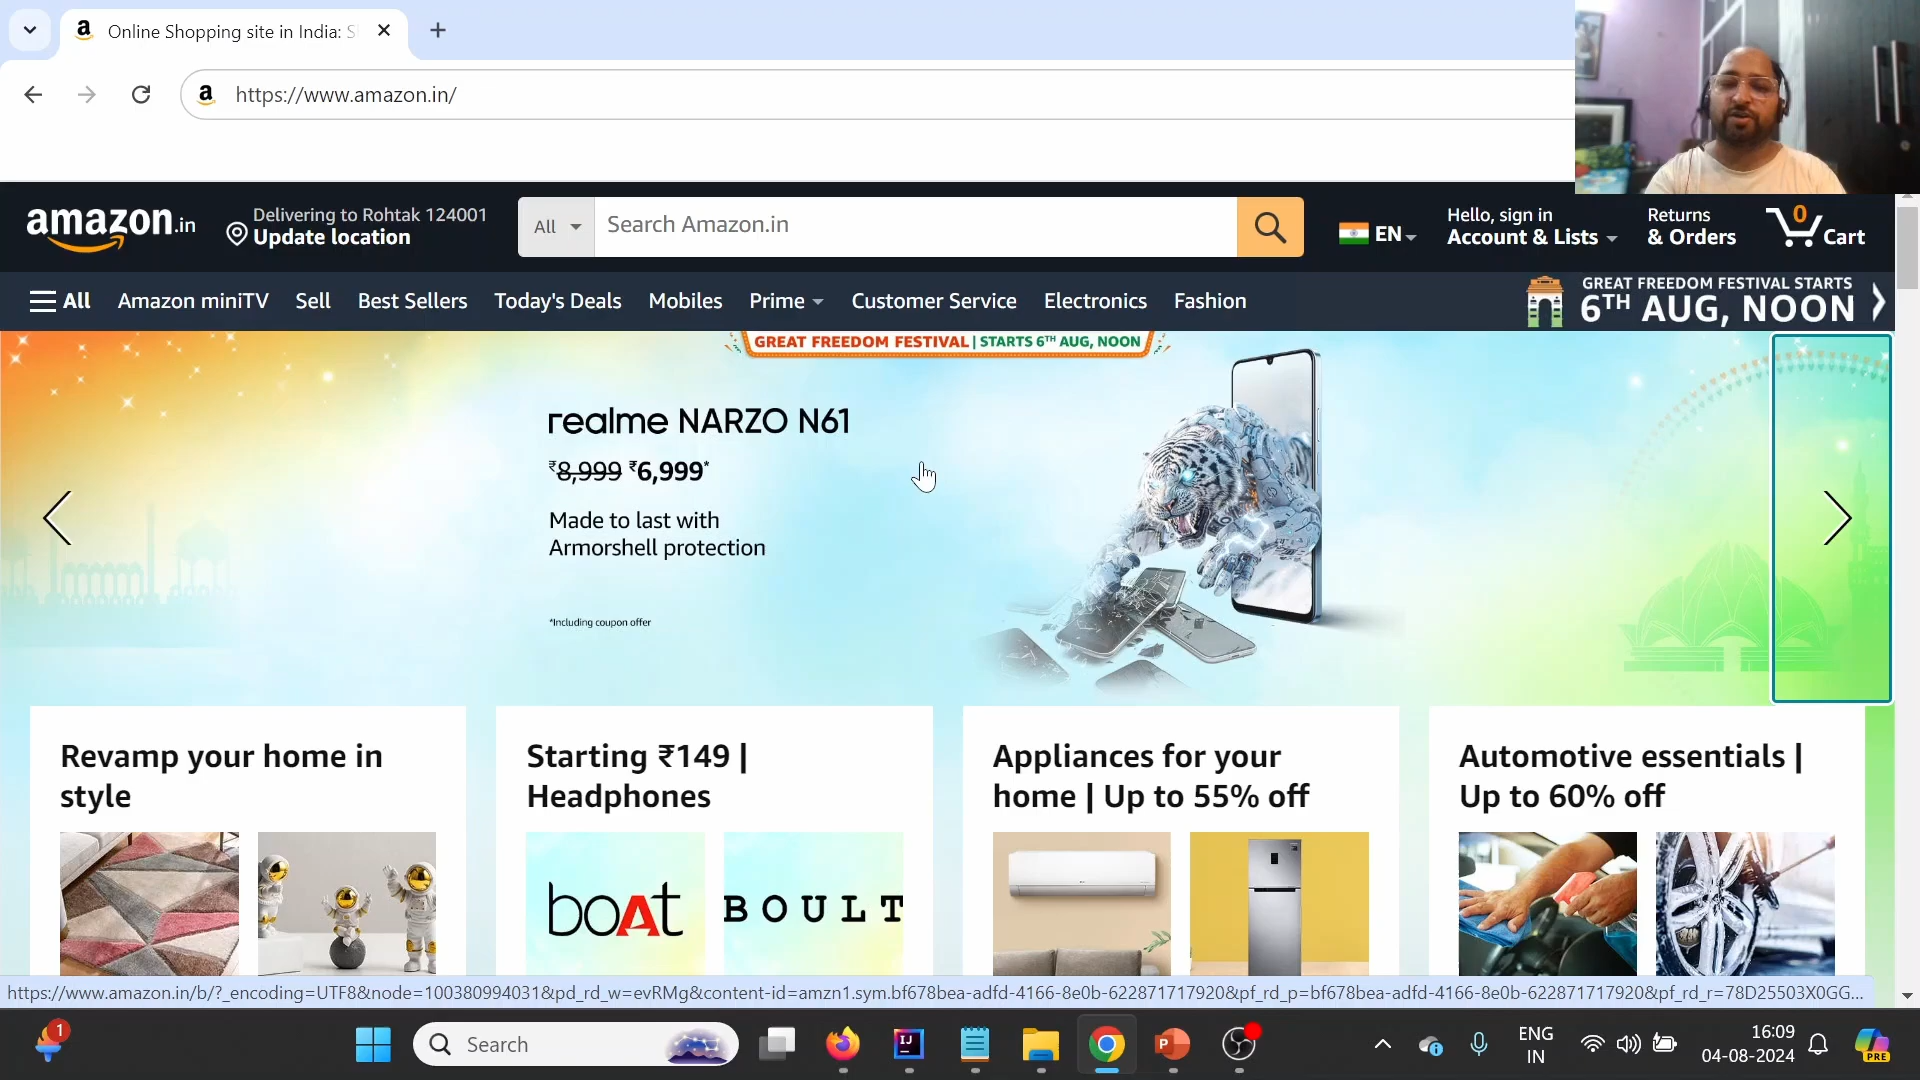 Online Shopping site in India: S
https://www.amazon.in/
amazon.in
Delivering to Rohtak 124001
Update location
All
Search Amazon.in
EN
Hello, sign in
Account & Lists
Returns
& Orders
0
Cart
All
Amazon miniTV
Sell
Best Sellers
Today's Deals
Mobiles
Prime
Customer Service
Electronics
Fashion
GREAT FREEDOM FESTIVAL STARTS
6TH AUG, NOON
GREAT FREEDOM FESTIVAL | STARTS 6TH AUG, NOON
realme NARZO N61
₹8,999 ₹6,999*
Made to last with
Armorshell protection
*Including coupon offer
Revamp your home in
style
Starting ₹149 |
Headphones
Appliances for your
home | Up to 55% off
Automotive essentials |
Up to 60% off
boAt
BOULT
https://www.amazon.in/b/?_encoding=UTF8&node=100380994031&pd_rd_w=evRMg&content-id=amzn1.sym.bf678bea-adfd-4166-8e0b-622871717920&pf_rd_p=bf678bea-adfd-4166-8e0b-622871717920&pf_rd_r=78D25503X0GG...
1
Search
IJ
P
ENG
IN
16:09
04-08-2024
PRE